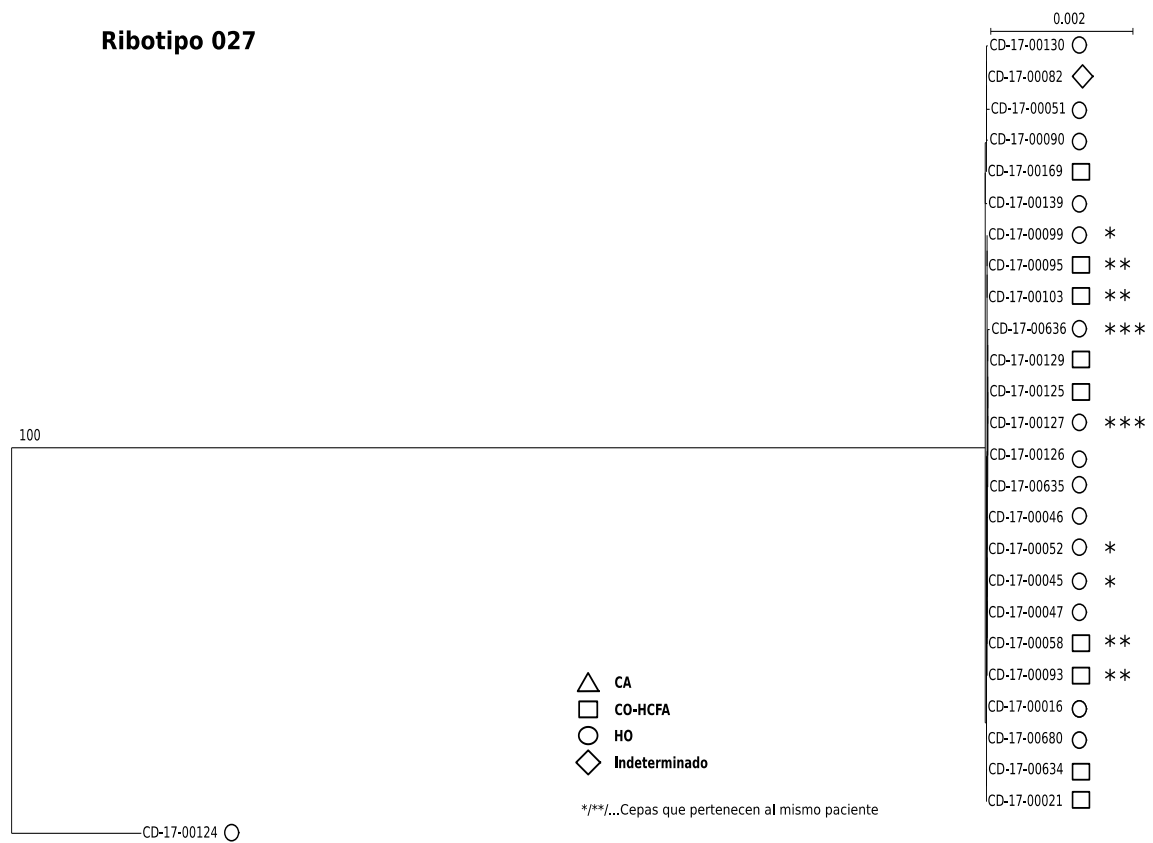 0.002
Ribotipo 027
CD-17-00130
CD-17-00082
CD-17-00051
CD-17-00090
CD-17-00169
CD-17-00139
CD-17-00099 *
CD-17-00095 **
CD-17-00103 **
CD-17-00636 ***
CD-17-00129
CD-17-00125
CD-17-00127 ***
100
CD-17-00126
CD-17-00635
CD-17-00046
CD-17-00052 *
CD-17-00045 *
CD-17-00047
CD-17-00058 **
CD-17-00093 **
CD-17-00016
CD-17-00680
CD-17-00634
CD-17-00021
CA
CO-HCFA
HO
Indeterminado
*/**/...Cepas que pertenecen al mismo paciente
CD-17-00124